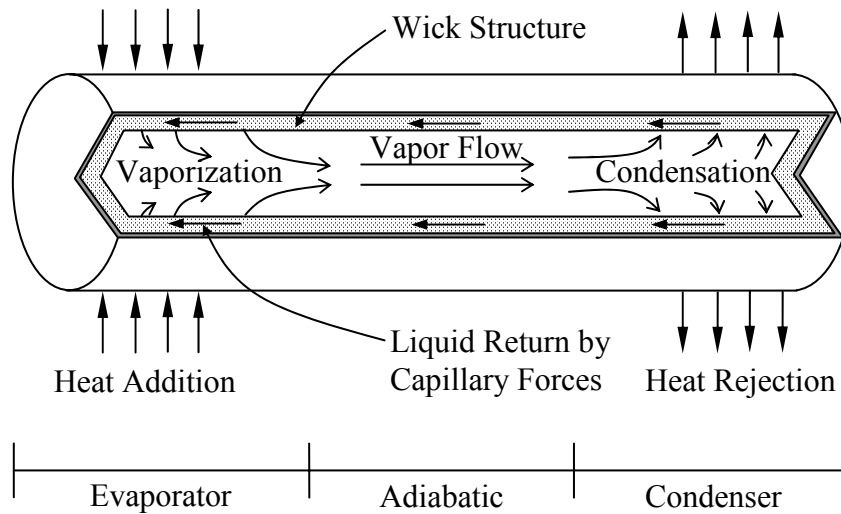 Wick Structure
Vapor Flow
Vaporization
Condensation
Liquid Return by
Capillary Forces
Heat Addition
Heat Rejection
Evaporator
Adiabatic
Condenser